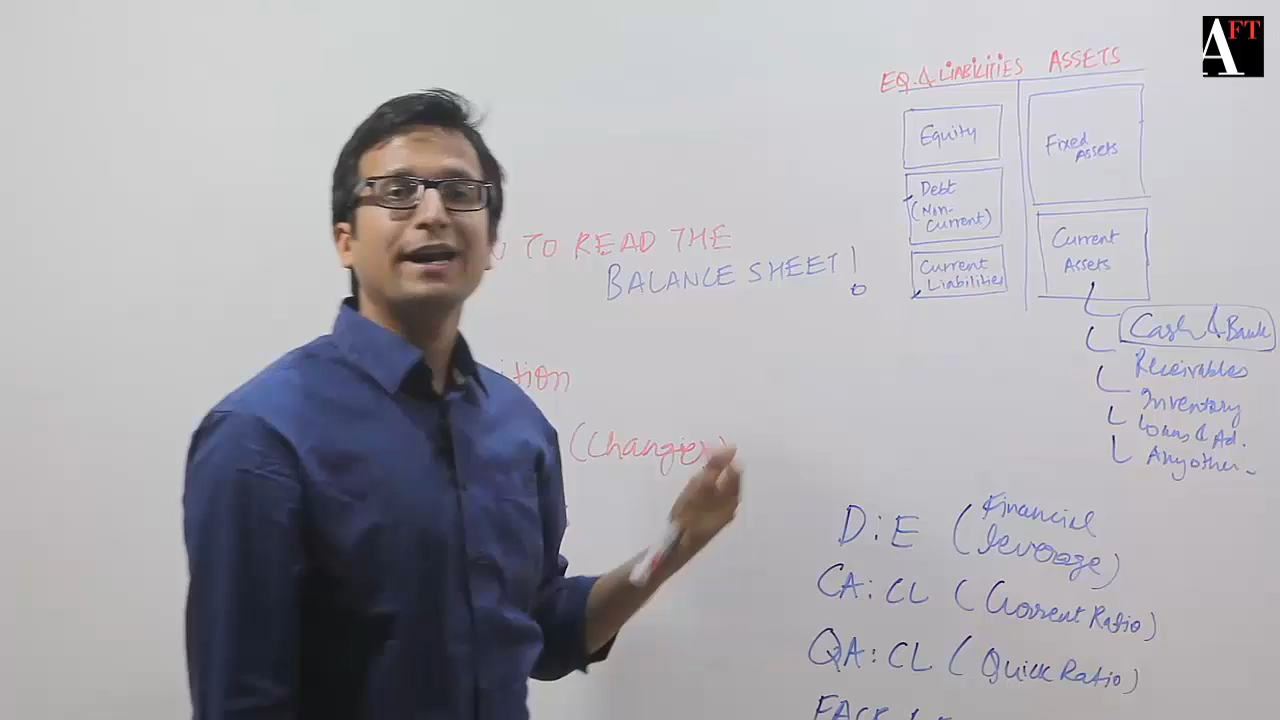 AFT
EQ. & LIABILITIES ASSETS
Equity
Debt
(Non-
Current)
Current
Liabilities
Fixed
Assets
Current
Assets
Cash & Bank
Receivables
Inventory
Loans & Ad.
Any other
TO READ THE
BALANCE SHEET!
(Changes)
D:E (Financial
leverage)
CA:CL (Current Ratio)
QA:CL (Quick Ratio)